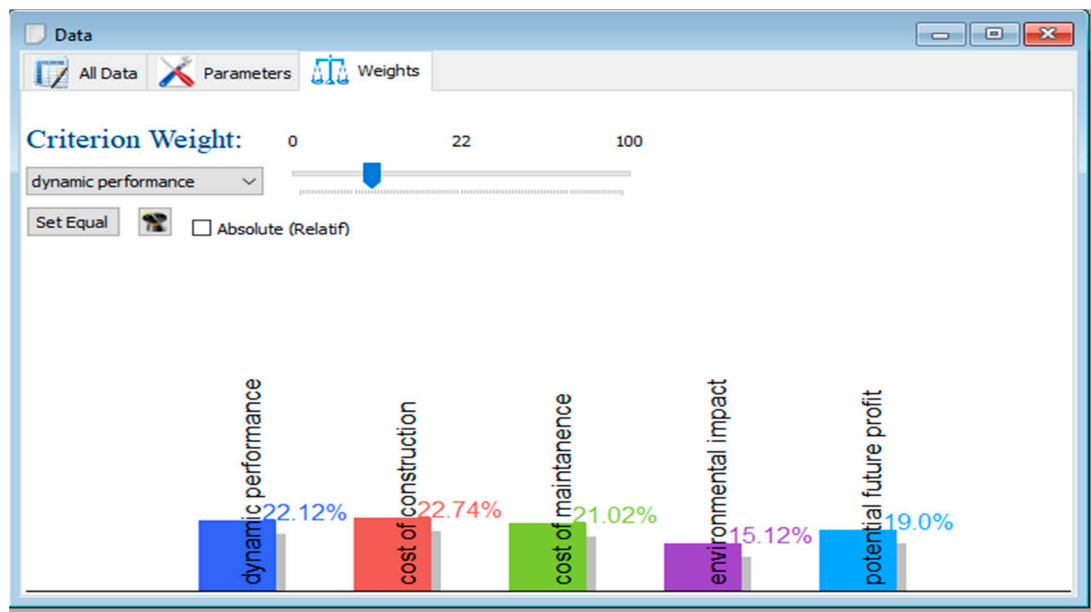 Data
All Data Parameters Weights
Criterion Weight: 0 22 100
dynamic performance
Set Equal Absolute (Relatif)
dynamic performance
22.12%
cost of construction
22.74%
cost of maintanence
21.02%
environmental impact
15.12%
potential future profit
19.0%